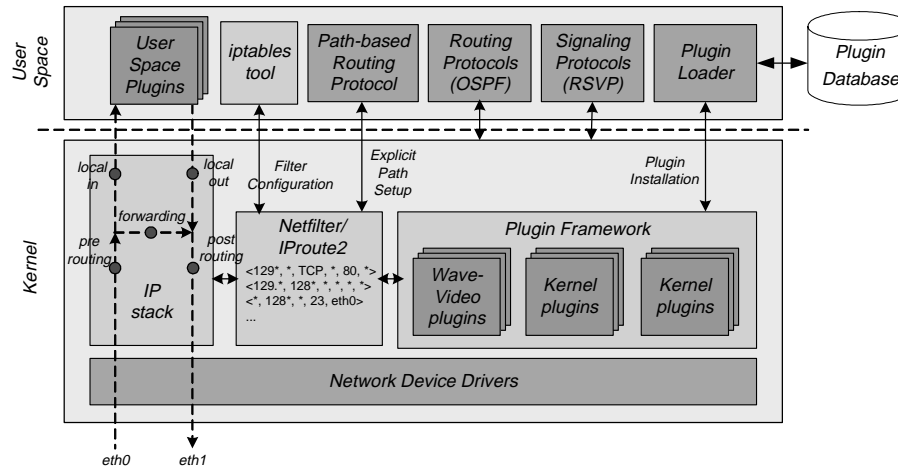 User
Space
User
Space
Plugins
iptables
tool
Path-based
Routing
Protocol
Routing
Protocols
(OSPF)
Signaling
Protocols
(RSVP)
Plugin
Loader
Plugin
Database
Kernel
local
in
local
out
forwarding
pre
routing
post
routing
IP
stack
Filter
Configuration
Explicit
Path
Setup
Plugin
Installation
Netfilter/
IProute2
<129*, *, TCP, *, 80, *>
<129.*, 128*, *, *, *, *>
<*, 128*, *, 23, eth0>
...
Plugin Framework
Wave-
Video
plugins
Kernel
plugins
Kernel
plugins
Network Device Drivers
eth0
eth1